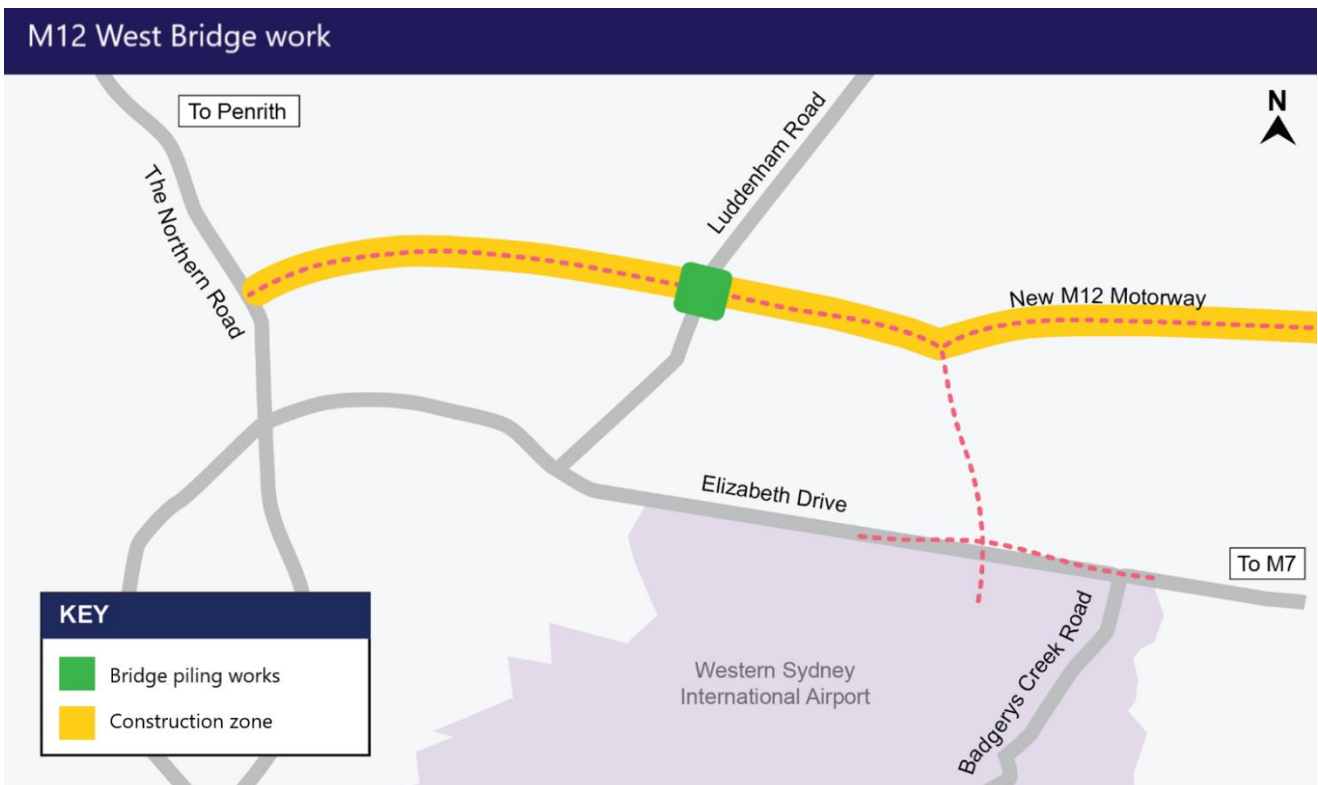 M12 West Bridge work
To Penrith
N
Luddenham Road
The Northern Road
New M12 Motorway
Elizabeth Drive
To M7
KEY
Bridge piling works
Construction zone
Western Sydney
International Airport
Badgerys Creek Road